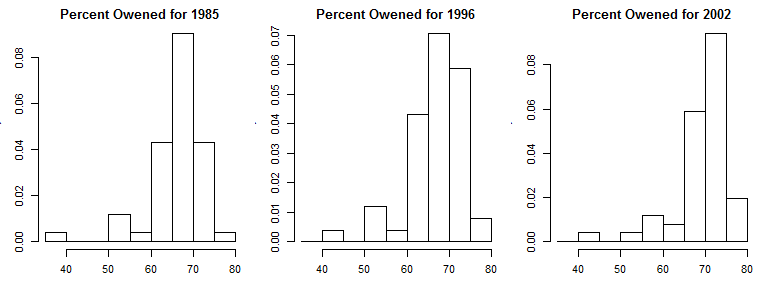 Percent Owened for 1985
0.00 0.02 0.04 0.06 0.08
40 50 60 70 80
Percent Owened for 1996
0.00 0.01 0.02 0.03 0.04 0.05 0.06 0.07
40 50 60 70 80
Percent Owened for 2002
0.00 0.02 0.04 0.06 0.08
40 50 60 70 80